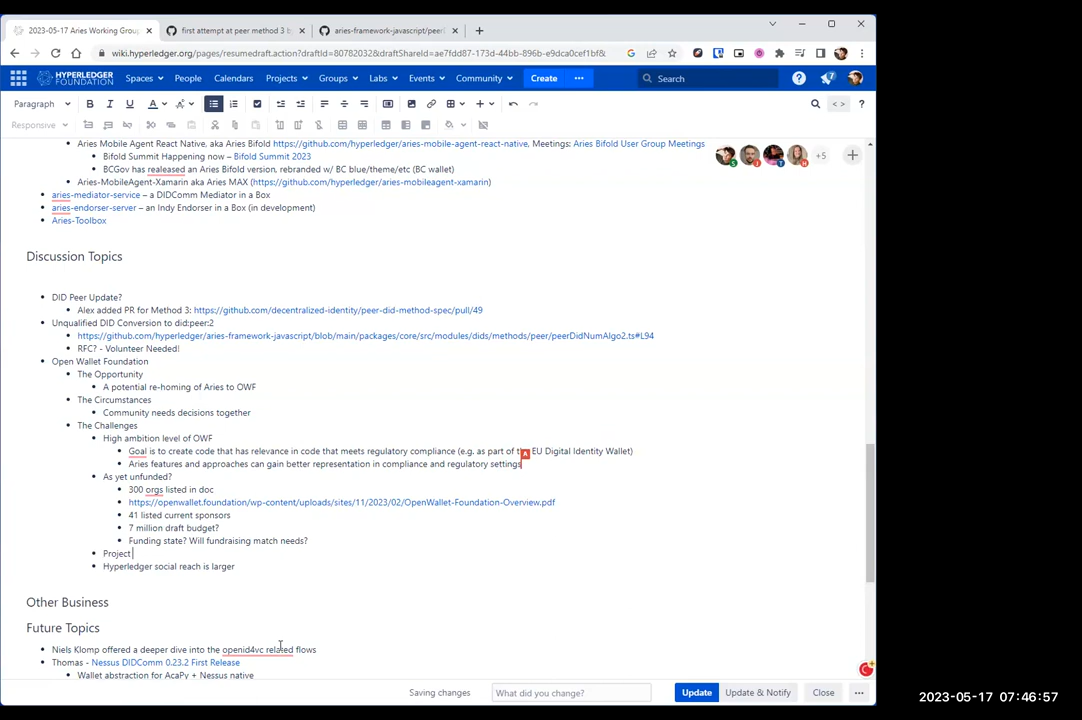 2023-05-17 Aries Working Grou
first attempt at peer method 3 b
aries-framework-javascript/peer
wiki.hyperledger.org/pages/resumedraft.action?draftId=80782032&draftShareId=ae7fdd87-173d-44bb-896b-e9dca0cef1bf&
HYPERLEDGER FOUNDATION Spaces People Calendars Projects Groups Labs Events Community Create ••• Search 7
Paragraph B I U A
Responsive
Aries Mobile Agent React Native, aka Aries Bifold https://github.com/hyperledger/aries-mobile-agent-react-native, Meetings: Aries Bifold User Group Meetings
+5
Bifold Summit Happening now – Bifold Summit 2023
BCGov has realeased an Aries Bifold version, rebranded w/ BC blue/theme/etc (BC wallet)
Aries-MobileAgent-Xamarin aka Aries MAX (https://github.com/hyperledger/aries-mobileagent-xamarin)
aries-mediator-service – a DIDComm Mediator in a Box
aries-endorser-server – an Indy Endorser in a Box (in development)
Aries-Toolbox
Discussion Topics
DID Peer Update?
Alex added PR for Method 3: https://github.com/decentralized-identity/peer-did-method-spec/pull/49
Unqualified DID Conversion to did:peer:2
https://github.com/hyperledger/aries-framework-javascript/blob/main/packages/core/src/modules/dids/methods/peer/peerDidNumAlgo2.ts#L94
RFC? - Volunteer Needed!
Open Wallet Foundation
The Opportunity
A potential re-homing of Aries to OWF
The Circumstances
Community needs decisions together
The Challenges
High ambition level of OWF
Goal is to create code that has relevance in code that meets regulatory compliance (e.g. as part of the EU Digital Identity Wallet)
Aries features and approaches can gain better representation in compliance and regulatory settings
As yet unfunded?
300 orgs listed in doc
https://openwallet.foundation/wp-content/uploads/sites/11/2023/02/OpenWallet-Foundation-Overview.pdf
41 listed current sponsors
7 million draft budget?
Funding state? Will fundraising match needs?
Project
Hyperledger social reach is larger
Other Business
Future Topics
Niels Klomp offered a deeper dive into the openid4vc related flows
Thomas - Nessus DIDComm 0.23.2 First Release
Wallet abstraction for AcaPy + Nessus native
Saving changes What did you change? Update Update & Notify Close •••
2023-05-17 07:46:57